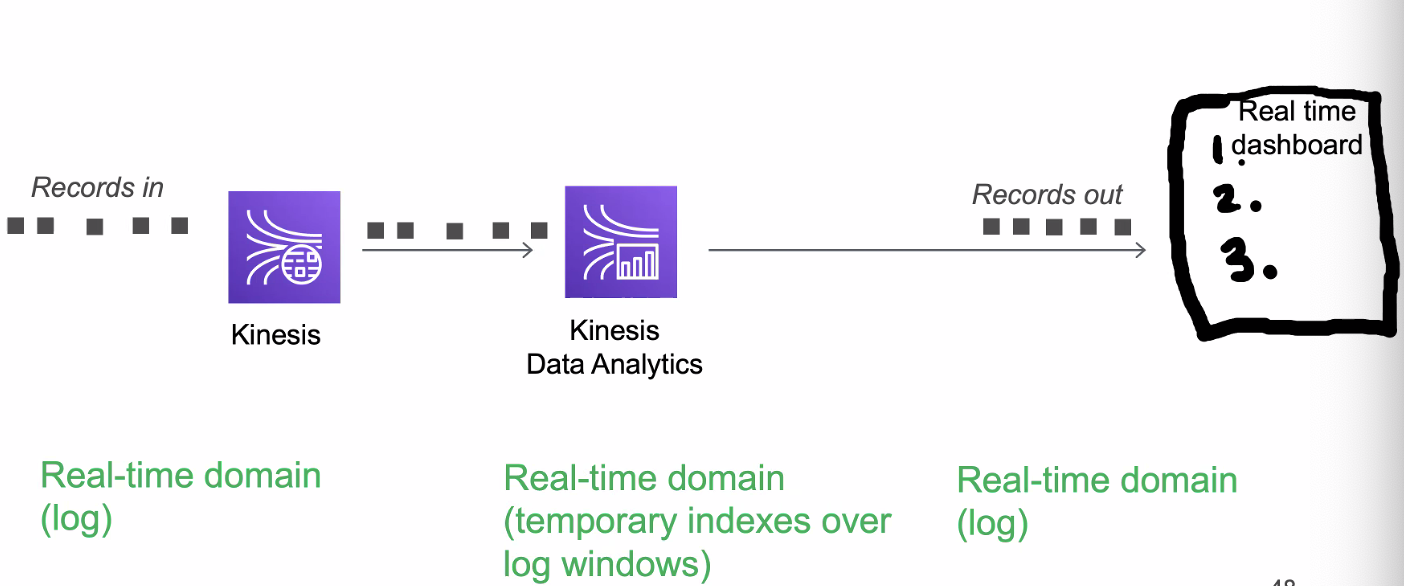 Real time
dashboard
1.
2.
3.
Records in
Records out
Kinesis
Kinesis
Data Analytics
Real-time domain
(log)
Real-time domain
(temporary indexes over
log windows)
Real-time domain
(log)